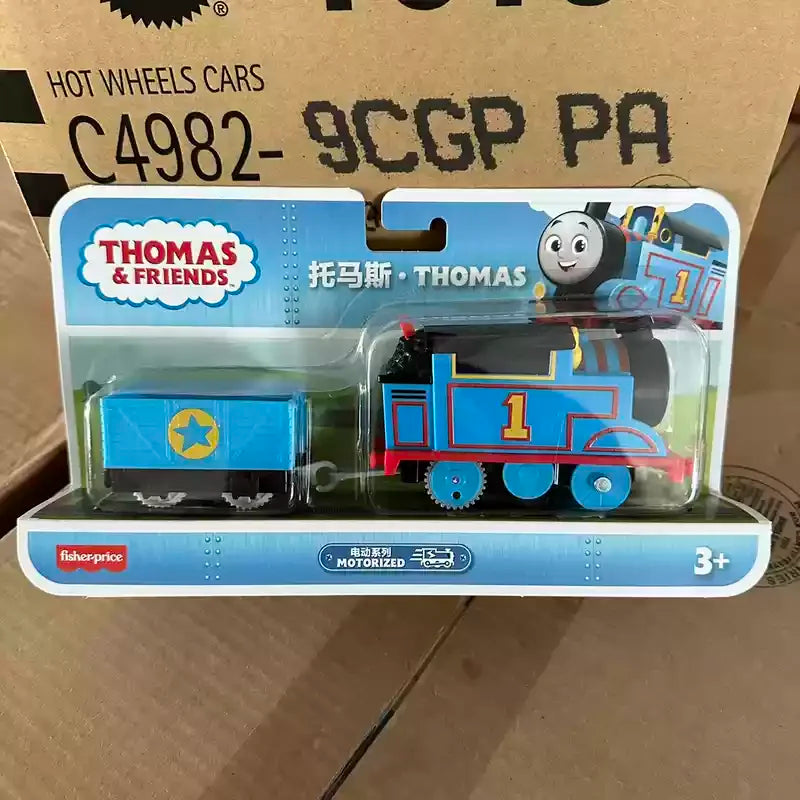 ®
HOT WHEELS CARS
C4982- 9CGP PA
THOMAS
& FRIENDS™
托马斯·THOMAS
1
1
fisher-price
电动系列
MOTORIZED
3+